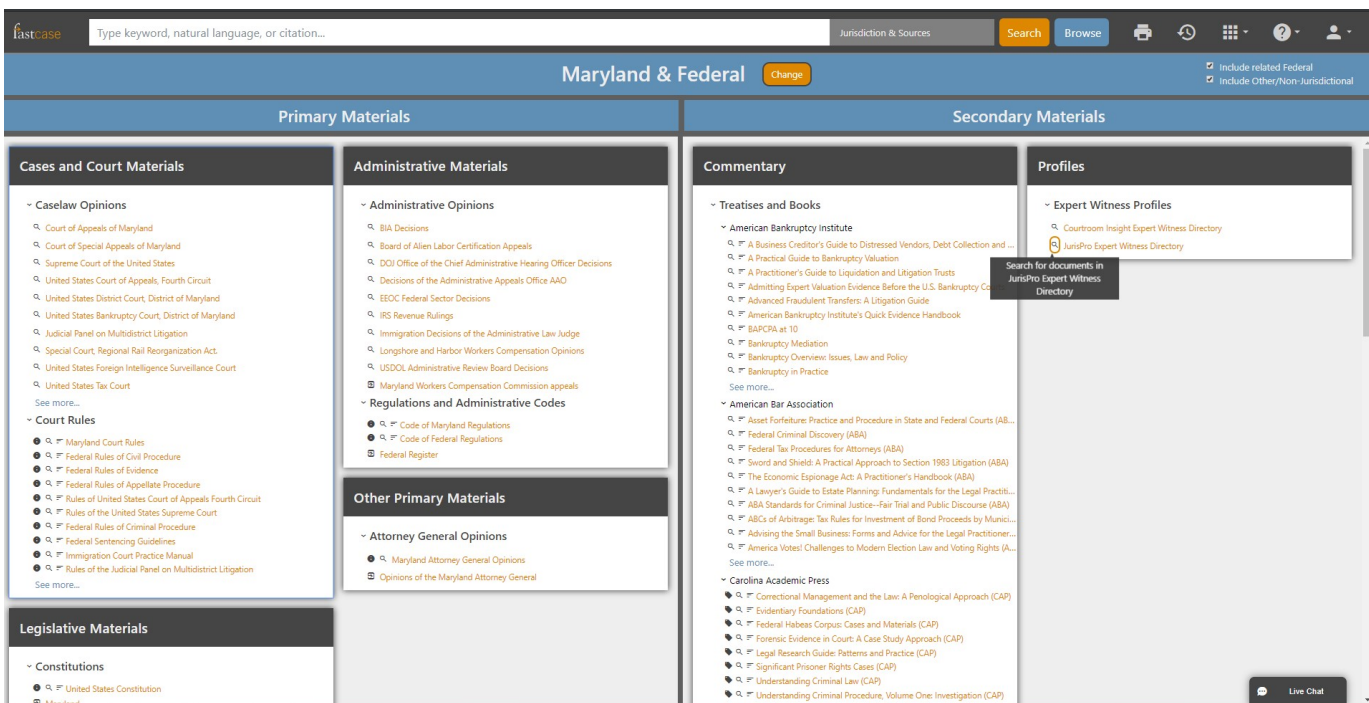 fastcase
Type keyword, natural language, or citation...
Jurisdiction & Sources
Search
Browse
Maryland & Federal
Change
Include related Federal
Include Other/Non-Jurisdictional
Primary Materials
Secondary Materials
Cases and Court Materials
Caselaw Opinions
Court of Appeals of Maryland
Court of Special Appeals of Maryland
Supreme Court of the United States
United States Court of Appeals, Fourth Circuit
United States District Court, District of Maryland
United States Bankruptcy Court, District of Maryland
Judicial Panel on Multidistrict Litigation
Special Court, Regional Rail Reorganization Act.
United States Foreign Intelligence Surveillance Court
United States Tax Court
See more...
Court Rules
Maryland Court Rules
Federal Rules of Civil Procedure
Federal Rules of Evidence
Federal Rules of Appellate Procedure
Rules of United States Court of Appeals Fourth Circuit
Rules of the United States Supreme Court
Federal Rules of Criminal Procedure
Federal Sentencing Guidelines
Immigration Court Practice Manual
Rules of the Judicial Panel on Multidistrict Litigation
See more...
Legislative Materials
Constitutions
United States Constitution
Maryland
Administrative Materials
Administrative Opinions
BIA Decisions
Board of Alien Labor Certification Appeals
DOJ Office of the Chief Administrative Hearing Officer Decisions
Decisions of the Administrative Appeals Office AAO
EEOC Federal Sector Decisions
IRS Revenue Rulings
Immigration Decisions of the Administrative Law Judge
Longshore and Harbor Workers Compensation Opinions
USDOL Administrative Review Board Decisions
Maryland Workers Compensation Commission appeals
Regulations and Administrative Codes
Code of Maryland Regulations
Code of Federal Regulations
Federal Register
Other Primary Materials
Attorney General Opinions
Maryland Attorney General Opinions
Opinions of the Maryland Attorney General
Commentary
Treatises and Books
American Bankruptcy Institute
A Business Creditor's Guide to Distressed Vendors, Debt Collection and ...
A Practical Guide to Bankruptcy Valuation
A Practitioner's Guide to Liquidation and Litigation Trusts
Admitting Expert Valuation Evidence Before the U.S. Bankruptcy
Advanced Fraudulent Transfers: A Litigation Guide
American Bankruptcy Institute's Quick Evidence Handbook
BAPCPA at 10
Bankruptcy Mediation
Bankruptcy Overview: Issues, Law and Policy
Bankruptcy in Practice
See more...
American Bar Association
Asset Forfeiture: Practice and Procedure in State and Federal Courts (AB...
Federal Criminal Discovery (ABA)
Federal Tax Procedures for Attorneys (ABA)
Sword and Shield: A Practical Approach to Section 1983 Litigation (ABA)
The Economic Espionage Act: A Practitioner's Handbook (ABA)
A Lawyer's Guide to Estate Planning: Fundamentals for the Legal Practiti...
ABA Standards for Criminal Justice--Fair Trial and Public Discourse (ABA)
ABCs of Arbitrage: Tax Rules for Investment of Bond Proceeds by Munici...
Advising the Small Business: Forms and Advice for the Legal Practitioner...
America Votes! Challenges to Modern Election Law and Voting Rights (A...
See more...
Carolina Academic Press
Correctional Management and the Law: A Penological Approach (CAP)
Evidentiary Foundations (CAP)
Federal Habeas Corpus: Cases and Materials (CAP)
Forensic Evidence in Court: A Case Study Approach (CAP)
Legal Research Guide: Patterns and Practice (CAP)
Significant Prisoner Rights Cases (CAP)
Understanding Criminal Law (CAP)
Understanding Criminal Procedure, Volume One: Investigation (CAP)
Profiles
Expert Witness Profiles
Courtroom Insight Expert Witness Directory
JurisPro Expert Witness Directory
Search for documents in
JurisPro Expert Witness
Directory
Live Chat